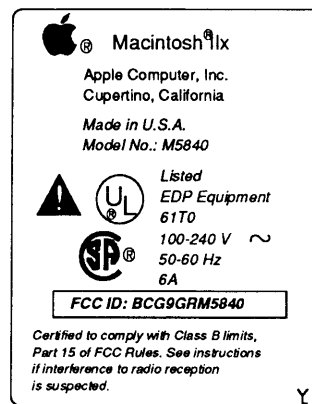 ® Macintosh® IIx
Apple Computer, Inc.
Cupertino, California
Made in U.S.A.
Model No.: M5840
Listed
UL® EDP Equipment
61T0
SA® 100-240 V ~
50-60 Hz
6A
FCC ID: BCG9GRM5840
Certified to comply with Class B limits,
Part 15 of FCC Rules. See instructions
if interference to radio reception
is suspected.
Y